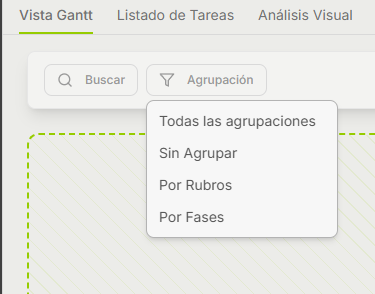 Vista Gantt Listado de Tareas Análisis Visual
Buscar Agrupación
Todas las agrupaciones
Sin Agrupar
Por Rubros
Por Fases